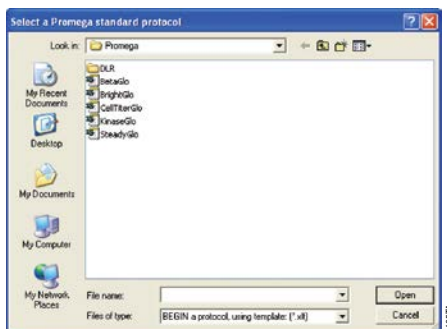 Select a Promega standard protocol
Look in: Promega
DLR
BetaGlo
BrightGlo
CellTiterGlo
KinaseGlo
SteadyGlo
My Recent
Documents
Desktop
My Documents
My Computer
My Network
Places
File name:
Open
Files of type: BEGIN a protocol, using template: (*.xlt)
Cancel